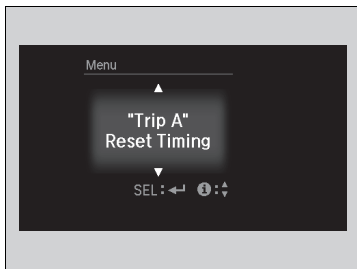 Menu
"Trip A"
Reset Timing
SEL: ↵ i: